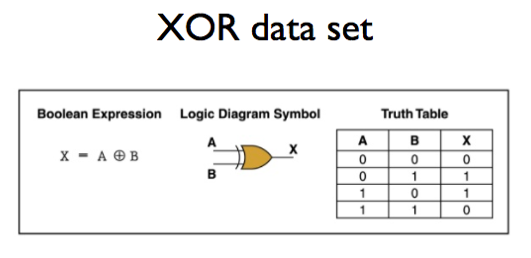 XOR data set
Boolean Expression Logic Diagram Symbol Truth Table
X = A ⊕ B
A
B
X
A B X
0 0 0
0 1 1
1 0 1
1 1 0